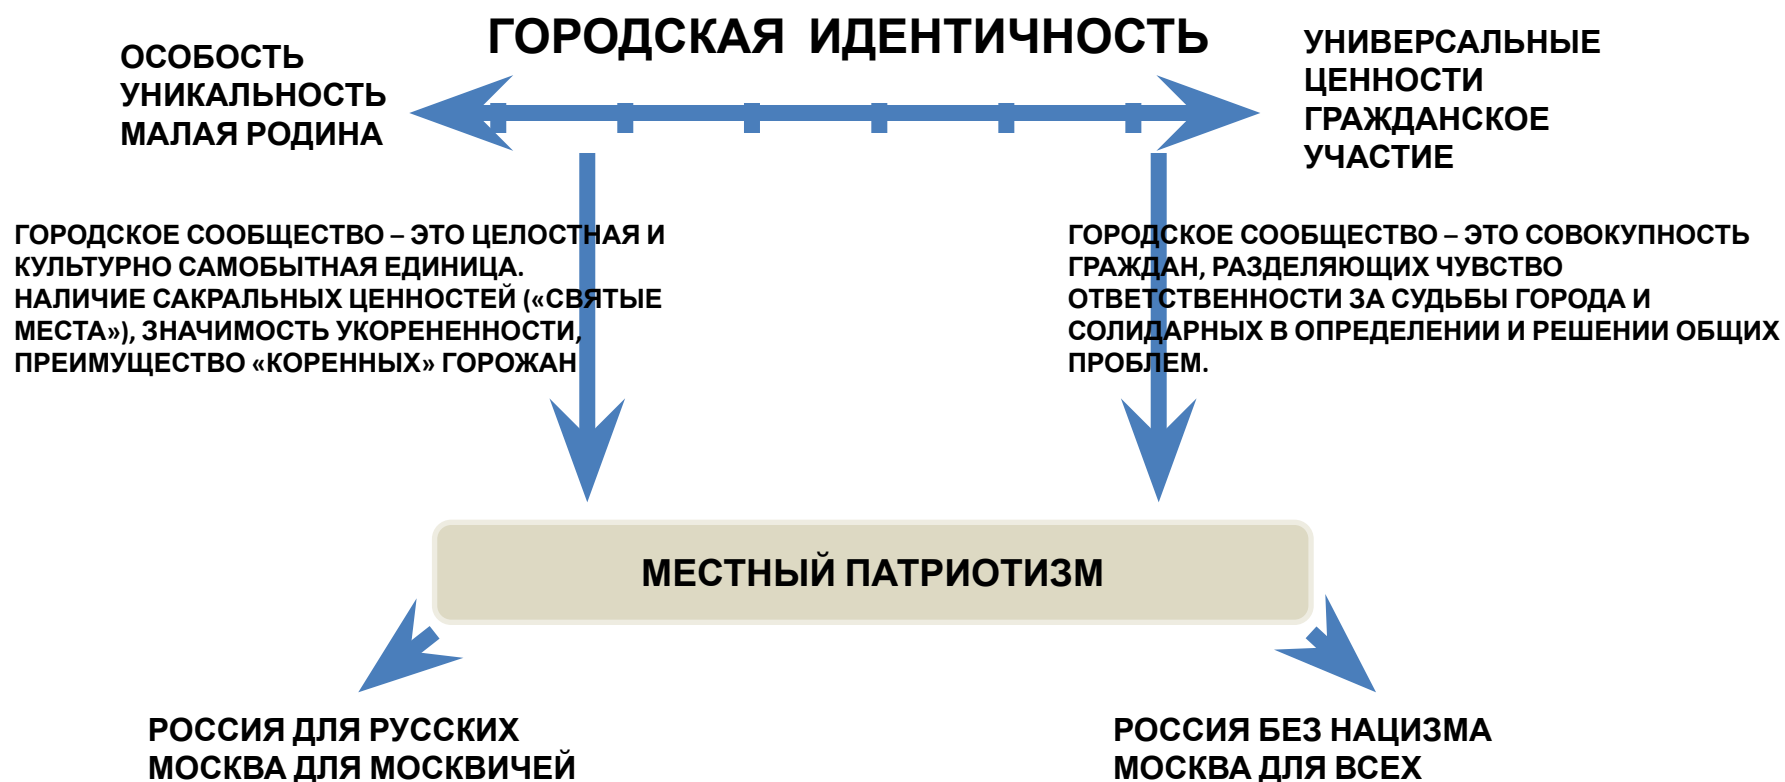 ГОРОДСКАЯ ИДЕНТИЧНОСТЬ
ОСОБОСТЬ
УНИКАЛЬНОСТЬ
МАЛАЯ РОДИНА
УНИВЕРСАЛЬНЫЕ
ЦЕННОСТИ
ГРАЖДАНСКОЕ
УЧАСТИЕ
ГОРОДСКОЕ СООБЩЕСТВО – ЭТО ЦЕЛОСТНАЯ И
КУЛЬТУРНО САМОБЫТНАЯ ЕДИНИЦА.
НАЛИЧИЕ САКРАЛЬНЫХ ЦЕННОСТЕЙ («СВЯТЫЕ
МЕСТА»), ЗНАЧИМОСТЬ УКОРЕНЕННОСТИ,
ПРЕИМУЩЕСТВО «КОРЕННЫХ» ГОРОЖАН
ГОРОДСКОЕ СООБЩЕСТВО – ЭТО СОВОКУПНОСТЬ
ГРАЖДАН, РАЗДЕЛЯЮЩИХ ЧУВСТВО
ОТВЕТСТВЕННОСТИ ЗА СУДЬБЫ ГОРОДА И
СОЛИДАРНЫХ В ОПРЕДЕЛЕНИИ И РЕШЕНИИ ОБЩИХ
ПРОБЛЕМ.
МЕСТНЫЙ ПАТРИОТИЗМ
РОССИЯ ДЛЯ РУССКИХ
МОСКВА ДЛЯ МОСКВИЧЕЙ
РОССИЯ БЕЗ НАЦИЗМА
МОСКВА ДЛЯ ВСЕХ